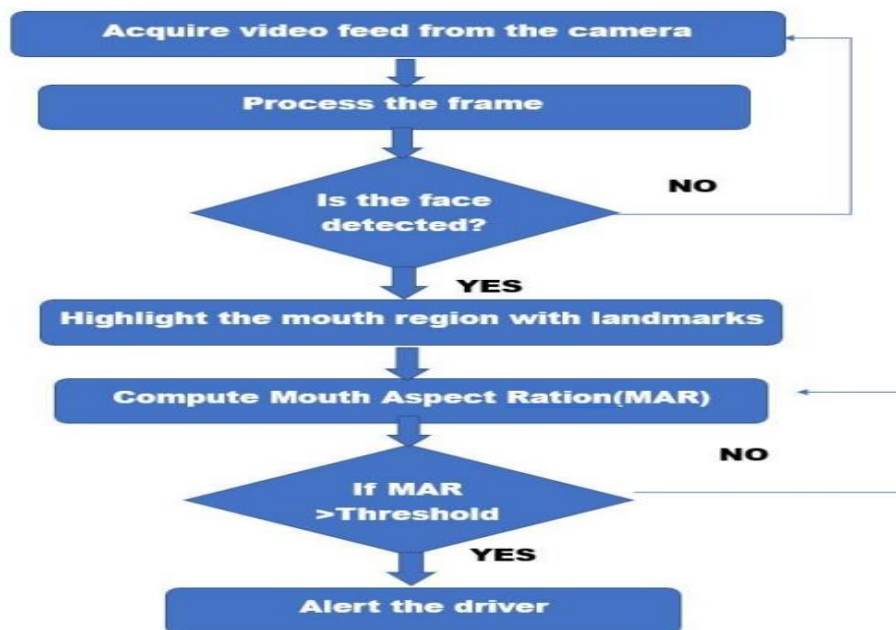 Acquire video feed from the camera
Process the frame
Is the face
detected?
NO
YES
Highlight the mouth region with landmarks
Compute Mouth Aspect Ration(MAR)
If MAR
>Threshold
NO
YES
Alert the driver